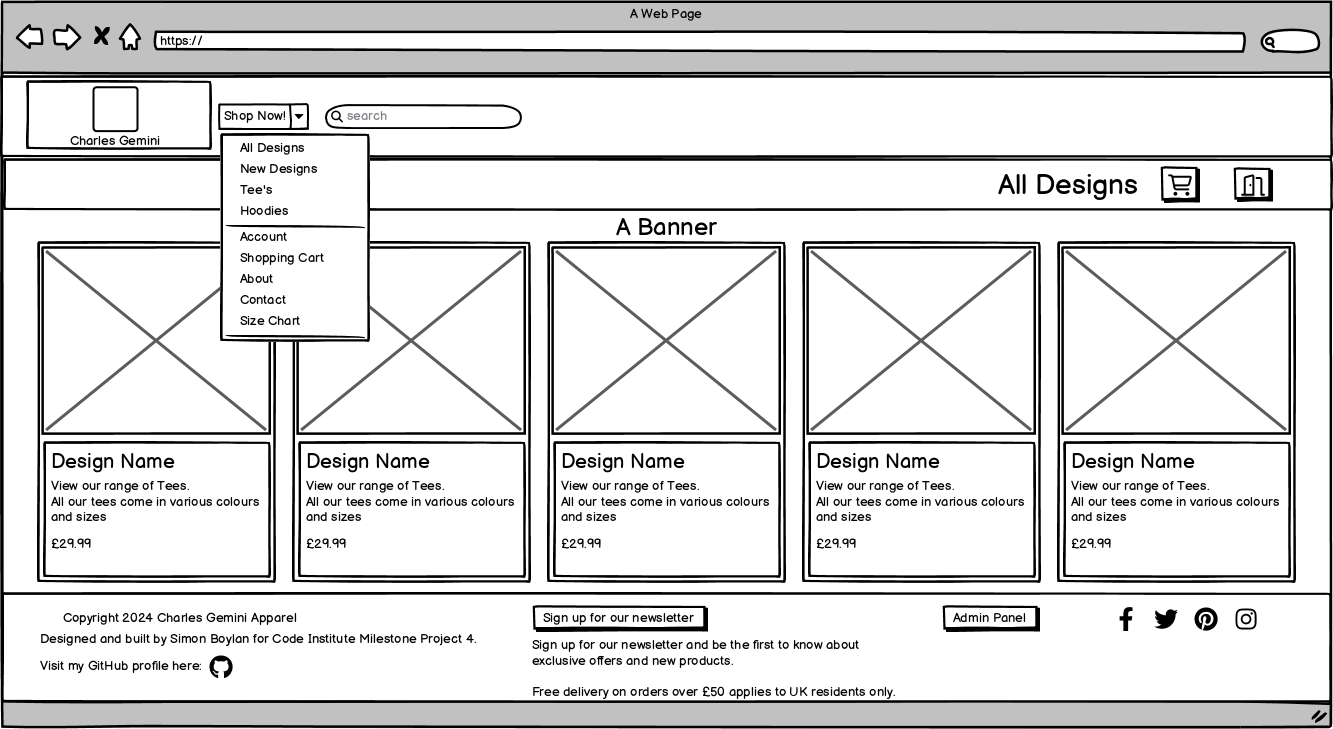 A Web Page
https://
Charles Gemini
Shop Now!
search
All Designs
New Designs
Tee's
Hoodies
Account
Shopping Cart
About
Contact
Size Chart
All Designs
A Banner
Design Name
View our range of Tees.
All our tees come in various colours
and sizes
£29.99
Design Name
View our range of Tees.
All our tees come in various colours
and sizes
£29.99
Design Name
View our range of Tees.
All our tees come in various colours
and sizes
£29.99
Design Name
View our range of Tees.
All our tees come in various colours
and sizes
£29.99
Design Name
View our range of Tees.
All our tees come in various colours
and sizes
£29.99
Copyright 2024 Charles Gemini Apparel
Designed and built by Simon Boylan for Code Institute Milestone Project 4.
Visit my GitHub profile here:
Sign up for our newsletter
Sign up for our newsletter and be the first to know about
exclusive offers and new products.
Free delivery on orders over £50 applies to UK residents only.
Admin Panel